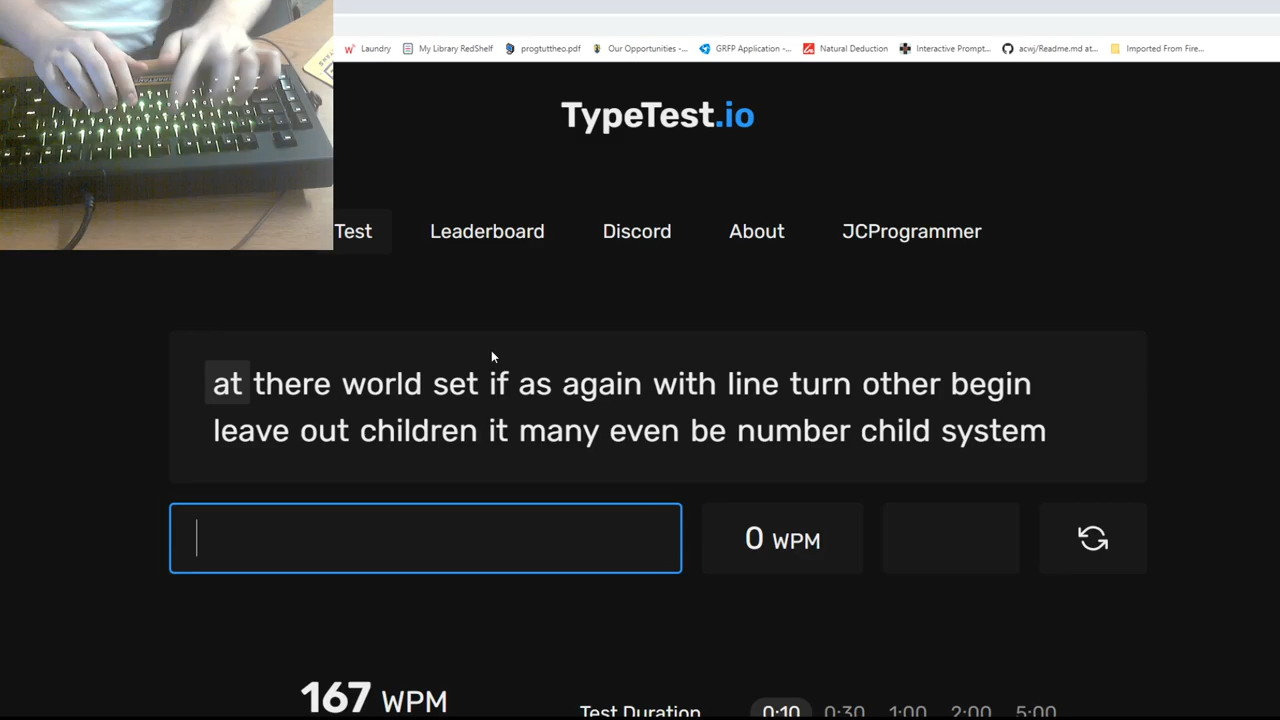 Laundry My Library RedShelf progtuttheo.pdf Our Opportunities -... GRFP Application -... Natural Deduction Interactive Prompt... acwj/Readme.md at... Imported From Fire...
TypeTest.io
Test Leaderboard Discord About JCProgrammer
at there world set if as again with line turn other begin
leave out children it many even be number child system
0 WPM
167 WPM
Test Duration 0:10 0:30 1:00 2:00 5:00